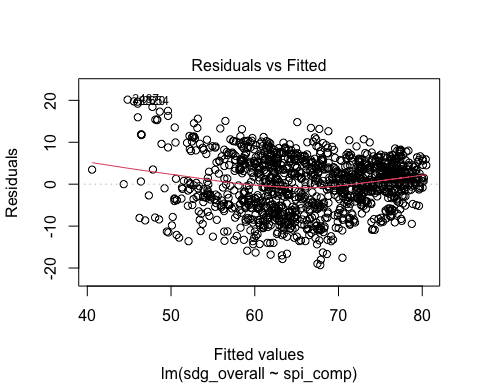 Residuals vs Fitted
Residuals
20
10
0
-10
-20
40
50
60
70
80
Fitted values
lm(sdg_overall ~ spi_comp)